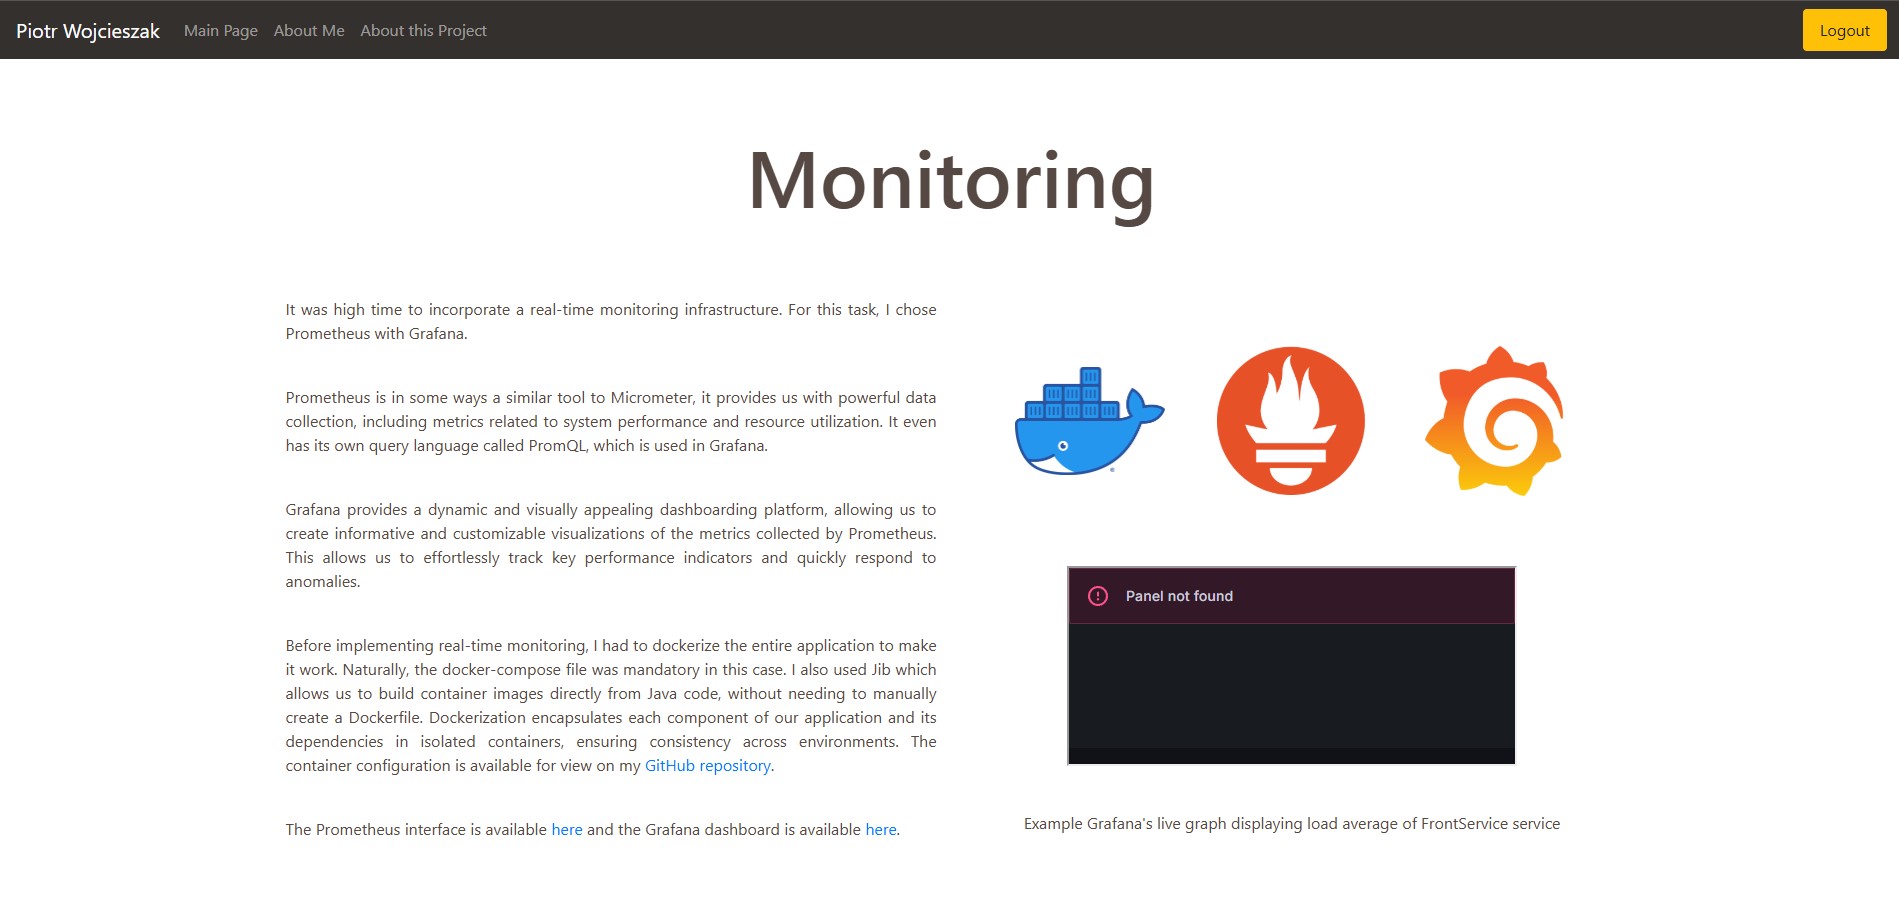 Piotr Wojcieszak Main Page About Me About this Project Logout
Monitoring
It was high time to incorporate a real-time monitoring infrastructure. For this task, I chose
Prometheus with Grafana.
Prometheus is in some ways a similar tool to Micrometer, it provides us with powerful data
collection, including metrics related to system performance and resource utilization. It even
has its own query language called PromQL, which is used in Grafana.
Grafana provides a dynamic and visually appealing dashboarding platform, allowing us to
create informative and customizable visualizations of the metrics collected by Prometheus.
This allows us to effortlessly track key performance indicators and quickly respond to
anomalies.
Before implementing real-time monitoring, I had to dockerize the entire application to make
it work. Naturally, the docker-compose file was mandatory in this case. I also used Jib which
allows us to build container images directly from Java code, without needing to manually
create a Dockerfile. Dockerization encapsulates each component of our application and its
dependencies in isolated containers, ensuring consistency across environments. The
container configuration is available for view on my GitHub repository.
The Prometheus interface is available here and the Grafana dashboard is available here.
Panel not found
Example Grafana's live graph displaying load average of FrontService service